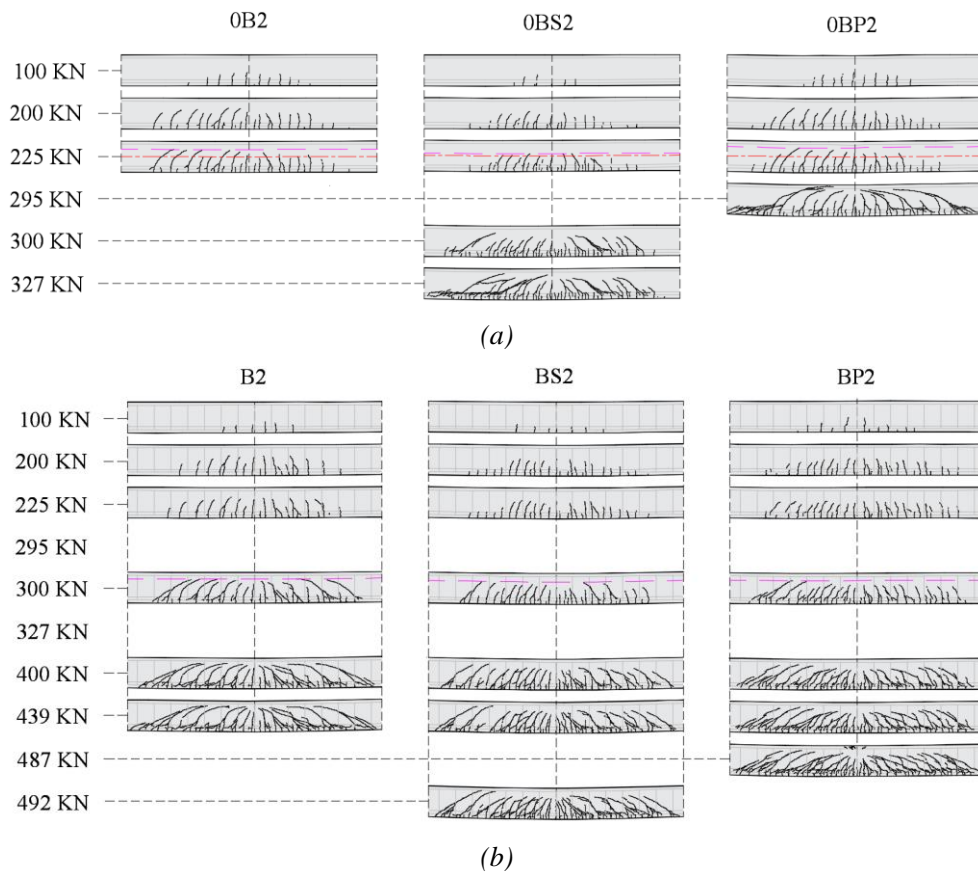 0B2 0BS2 0BP2
100 KN
200 KN
225 KN
295 KN
300 KN
327 KN
(a)
B2 BS2 BP2
100 KN
200 KN
225 KN
295 KN
300 KN
327 KN
400 KN
439 KN
487 KN
492 KN
(b)